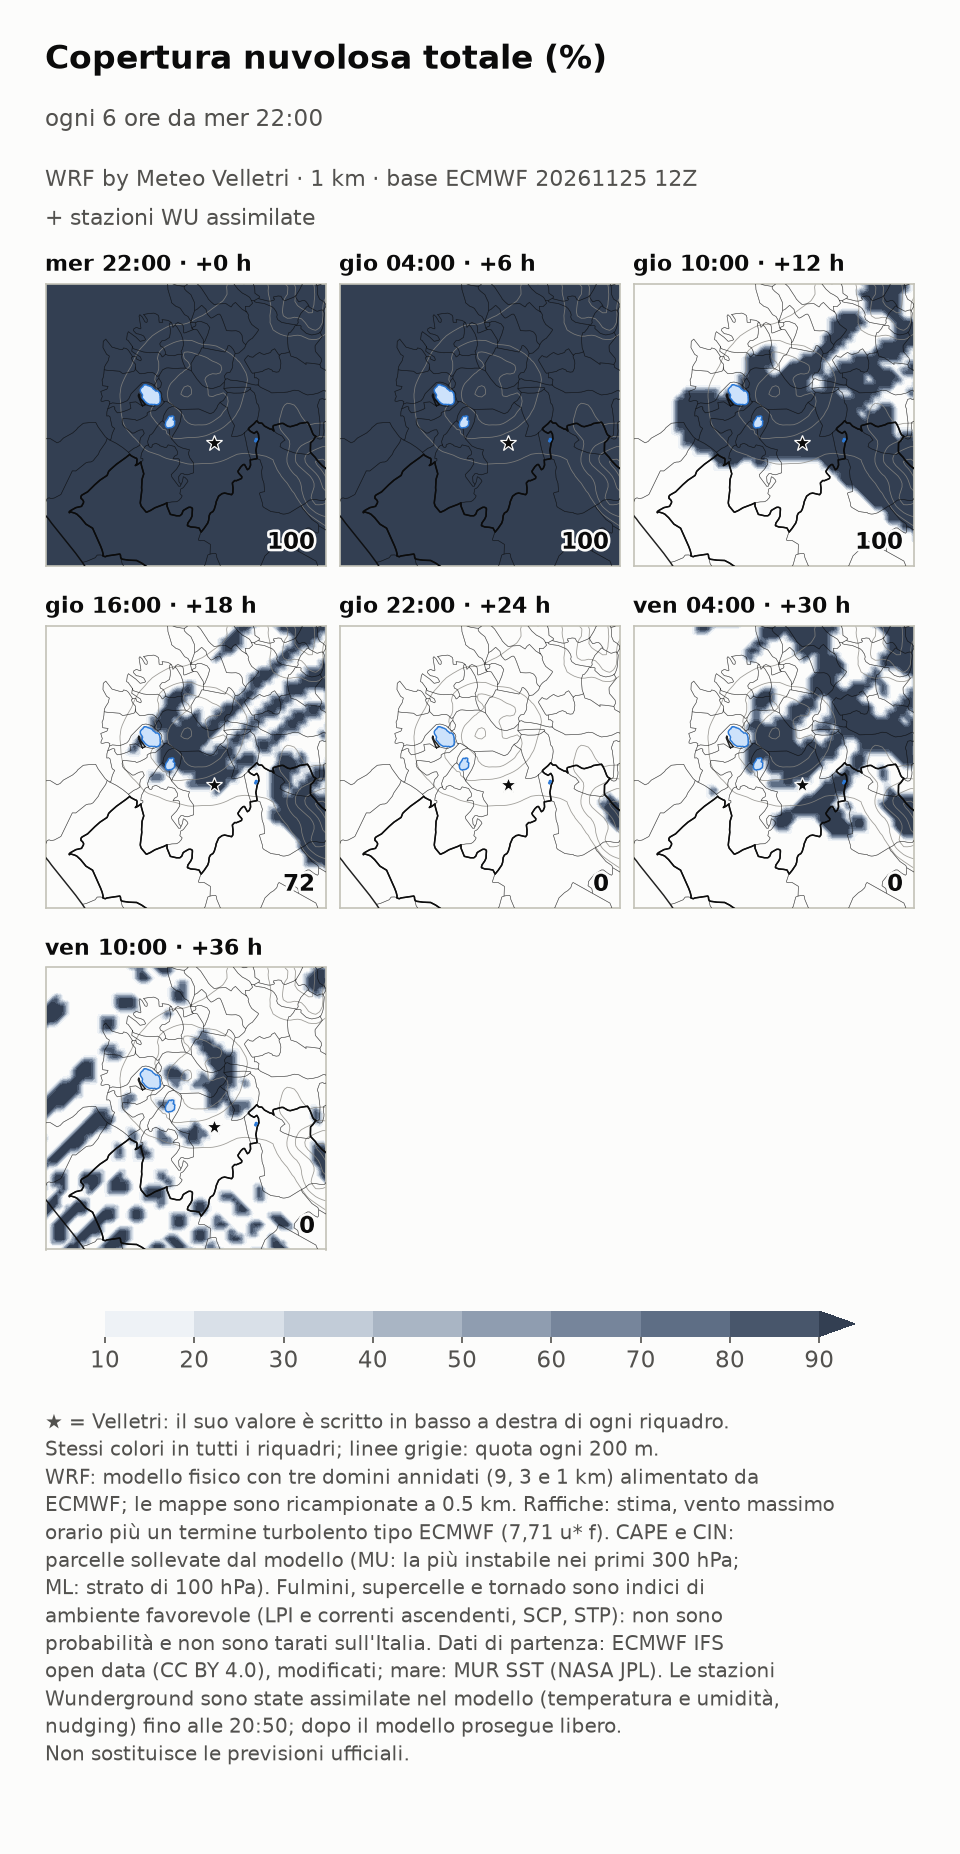 Copertura nuvolosa totale (%)
ogni 6 ore da mer 22:00
WRF by Meteo Velletri · 1 km · base ECMWF 20261125 12Z
+ stazioni WU assimilate
mer 22:00 · +0 h
gio 04:00 · +6 h
gio 10:00 · +12 h
100
100
100
gio 16:00 · +18 h
gio 22:00 · +24 h
ven 04:00 · +30 h
72
0
0
ven 10:00 · +36 h
0
10 20 30 40 50 60 70 80 90
★ = Velletri: il suo valore è scritto in basso a destra di ogni riquadro.
Stessi colori in tutti i riquadri; linee grigie: quota ogni 200 m.
WRF: modello fisico con tre domini annidati (9, 3 e 1 km) alimentato da
ECMWF; le mappe sono ricampionate a 0.5 km. Raffiche: stima, vento massimo
orario più un termine turbolento tipo ECMWF (7,71 u* f). CAPE e CIN:
parcelle sollevate dal modello (MU: la più instabile nei primi 300 hPa;
ML: strato di 100 hPa). Fulmini, supercelle e tornado sono indici di
ambiente favorevole (LPI e correnti ascendenti, SCP, STP): non sono
probabilità e non sono tarati sull'Italia. Dati di partenza: ECMWF IFS
open data (CC BY 4.0), modificati; mare: MUR SST (NASA JPL). Le stazioni
Wunderground sono state assimilate nel modello (temperatura e umidità,
nudging) fino alle 20:50; dopo il modello prosegue libero.
Non sostituisce le previsioni ufficiali.